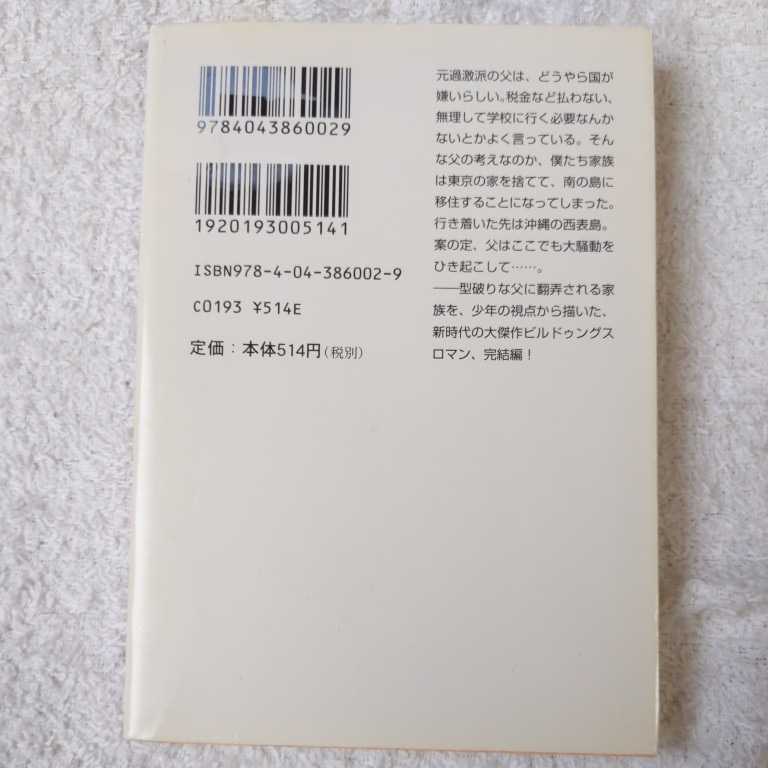 9784043860029
1920193005141
ISBN978-4-04-386002-9
C0193 ¥514E
定価：本体514円(税別)
元過激派の父は、どうやら国が
嫌いらしい。税金など払わない、
無理して学校に行く必要なんか
ないとかよく言っている。そん
な父の考えなのか、僕たち家族
は東京の家を捨てて、南の島に
移住することになってしまった。
行き着いた先は沖縄の西表島。
案の定、父はここでも大騒動を
ひき起こして……。
――型破りな父に翻弄される家
族を、少年の視点から描いた、
新時代の大傑作ビルドゥングス
ロマン、完結編！